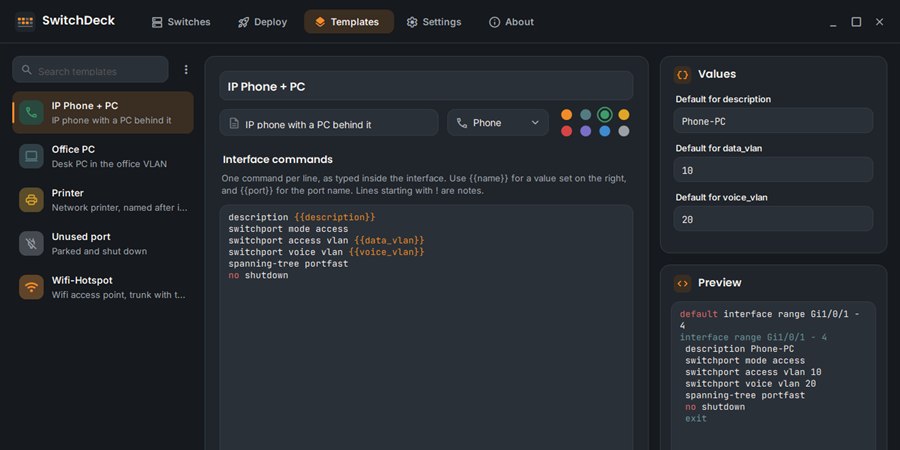 SwitchDeck
Switches
Deploy
Templates
Settings
About
Search templates
IP Phone + PC
IP phone with a PC behind it
Office PC
Desk PC in the office VLAN
Printer
Network printer, named after i...
Unused port
Parked and shut down
Wifi-Hotspot
Wifi access point, trunk with t...
IP Phone + PC
IP phone with a PC behind it
Phone
Interface commands
One command per line, as typed inside the interface. Use {{name}} for a value set on the right,
and {{port}} for the port name. Lines starting with ! are notes.
description {{description}}
switchport mode access
switchport access vlan {{data_vlan}}
switchport voice vlan {{voice_vlan}}
spanning-tree portfast
no shutdown
Values
Default for description
Phone-PC
Default for data_vlan
10
Default for voice_vlan
20
Preview
default interface range Gi1/0/1 -
4
interface range Gi1/0/1 - 4
description Phone-PC
switchport mode access
switchport access vlan 10
switchport voice vlan 20
spanning-tree portfast
no shutdown
exit